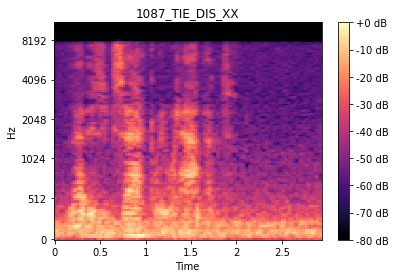 1087_TIE_DIS_XX
+0 dB
8192
-10 dB
4096
-20 dB
-30 dB
2048
Hz
-40 dB
1024
-50 dB
512
-60 dB
-70 dB
0
-80 dB
0 0.5 1 1.5 2 2.5
Time